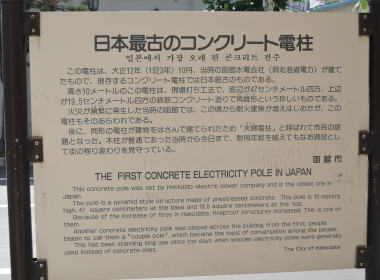 日本最古のコンクリート電柱
일본에서 가장 오래 된 콘크리트 전주
この電柱は、大正12年（1923年）10月、当時の函館水電会社（現北海道電力）が建
てたもので、現存するコンクリート電柱では日本最古のものである。
高さ10メートルのこの電柱は、現場打ち工法で、底辺が47センチメートル四方、上辺
が19.5センチメートル四方の鉄筋コンクリート造りで角錐形という珍しいものである。
火災が頻繁に発生した当時の函館では、この頃から耐火建築が増えはじめたが、この
電柱もそのあらわれである。
後に、同形の電柱が建物をはさんで建てられたため「夫婦電柱」と呼ばれて市民の話
題となった。木柱が普通であった当時から今日まで、耐用年数を越えてもなお現役とし
て街の移り変わりを見守っている。
函館市
THE FIRST CONCRETE ELECTRICITY POLE IN JAPAN
This concrete pole was set by Hokkaido electric power company and is the oldest one in
Japan.
The pole is a pyramid style structure made of prestressed concrete. This pole is 10 meters
high, 47 square centimeters at the base and 19.5 square centimeters at the top.
Because of the increase of fires in Hakodate, fireproof structures increased. This is one of
them.
Another concrete electricity pole was placed across the building from the first, people
began to call them a "couple pole", which became the topic of conversation among the people.
This has been standing long use since the days when wooden electricity poles were generally
used instead of concrete ones.
The City of Hakodate